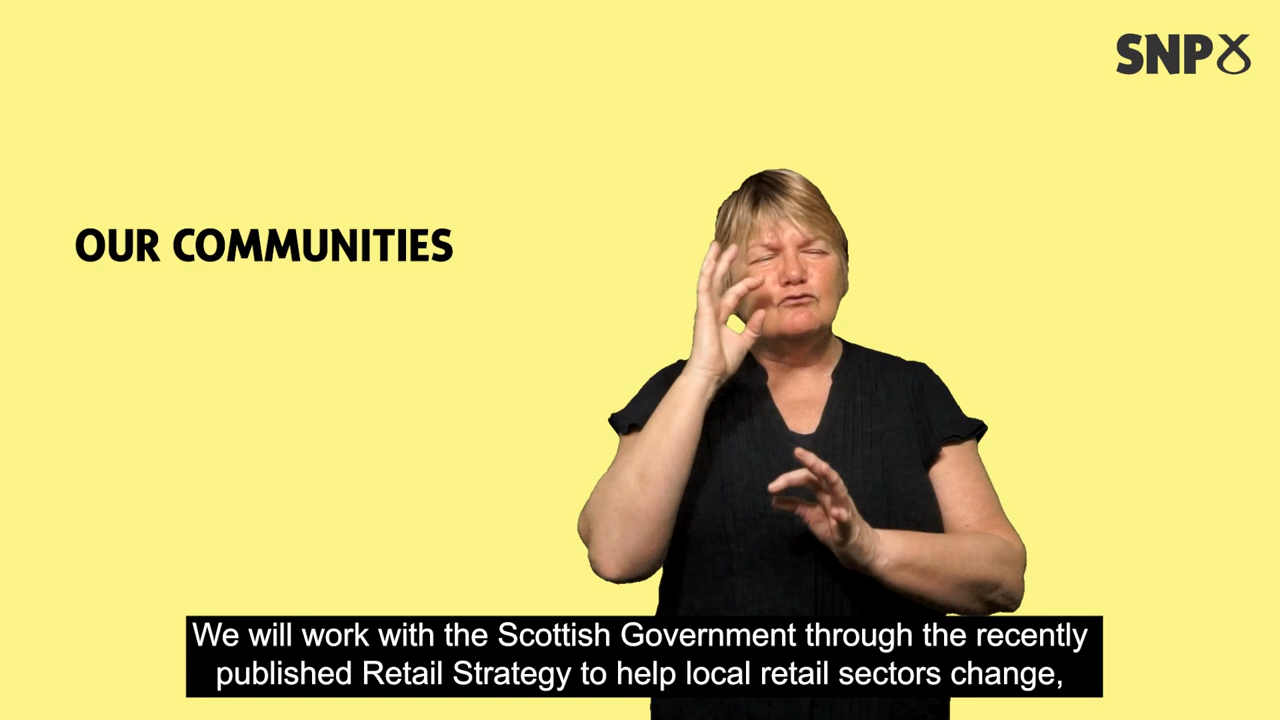 SNP
OUR COMMUNITIES
We will work with the Scottish Government through the recently
published Retail Strategy to help local retail sectors change,